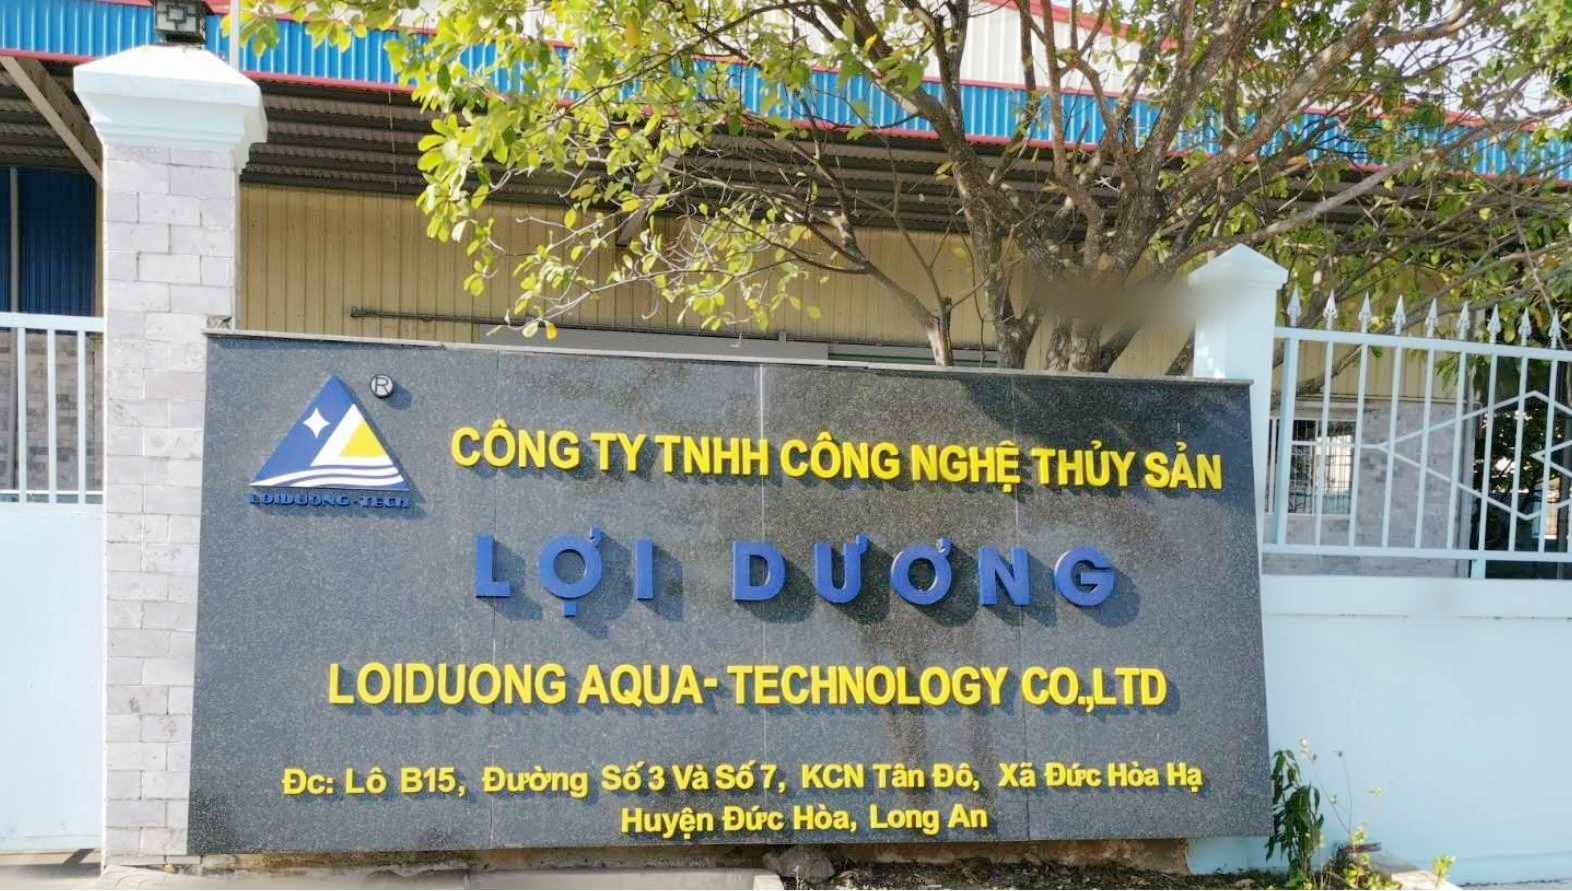 ®
LOIDUONG-TECH
CÔNG TY TNHH CÔNG NGHỆ THỦY SẢN
LỢI DƯƠNG
LOIDUONG AQUA-TECHNOLOGY CO.,LTD
Đc: Lô B15, Đường Số 3 Và Số 7, KCN Tân Đô, Xã Đức Hòa Hạ
Huyện Đức Hòa, Long An